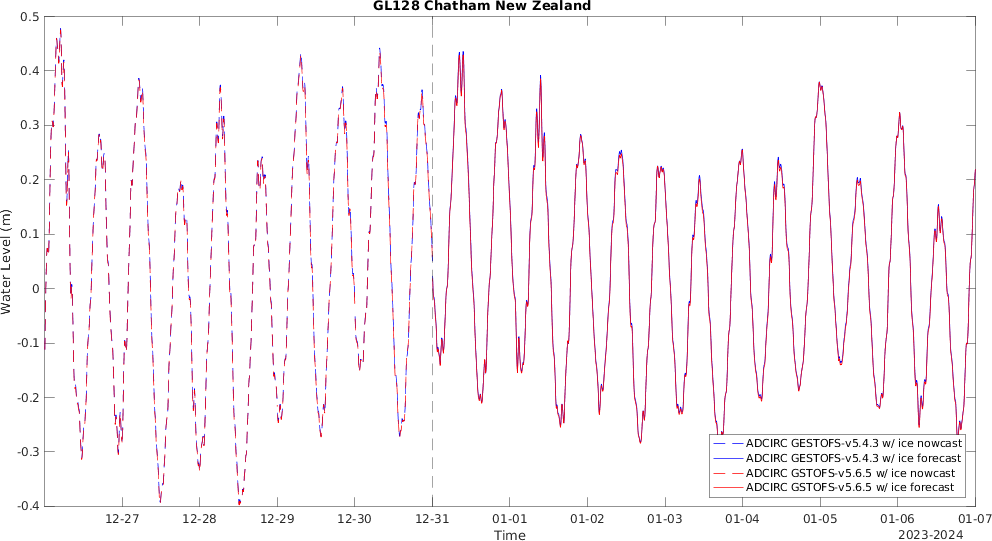 GL128 Chatham New Zealand
0.5
0.4
0.3
0.2
0.1
0
-0.1
-0.2
-0.3
-0.4
Water Level (m)
ADCIRC GESTOFS-v5.4.3 w/ ice nowcast
ADCIRC GESTOFS-v5.4.3 w/ ice forecast
ADCIRC GSTOFS-v5.6.5 w/ ice nowcast
ADCIRC GSTOFS-v5.6.5 w/ ice forecast
12-27 12-28 12-29 12-30 12-31 01-01 01-02 01-03 01-04 01-05 01-06 01-07
Time
2023-2024